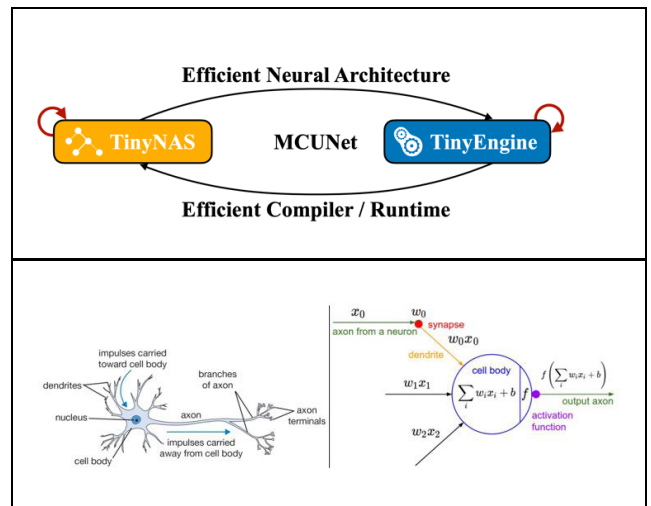 Efficient Neural Architecture
TinyNAS
MCUNet
TinyEngine
Efficient Compiler / Runtime
impulses carried
toward cell body
dendrites
nucleus
cell body
axon
impulses carried
away from cell body
branches
of axon
axon
terminals
x₀
w₀
synapse
axon from a neuron
w₀x₀
dendrite
cell body
w₁x₁
∑ᵢ wᵢxᵢ + b
f
f(∑ᵢ wᵢxᵢ + b)
output axon
activation
function
w₂x₂